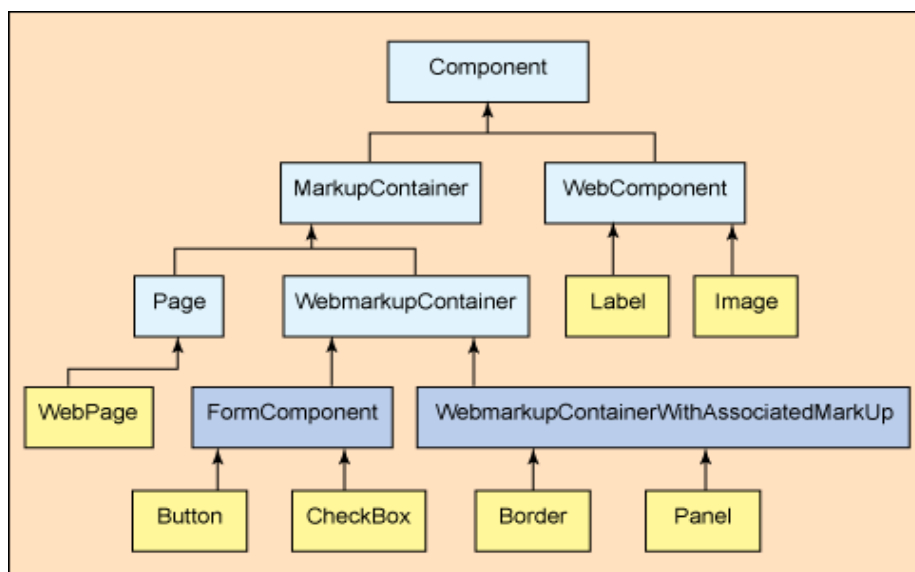 Component
MarkupContainer
WebComponent
Page
WebmarkupContainer
Label
Image
WebPage
FormComponent
WebmarkupContainerWithAssociatedMarkUp
Button
CheckBox
Border
Panel